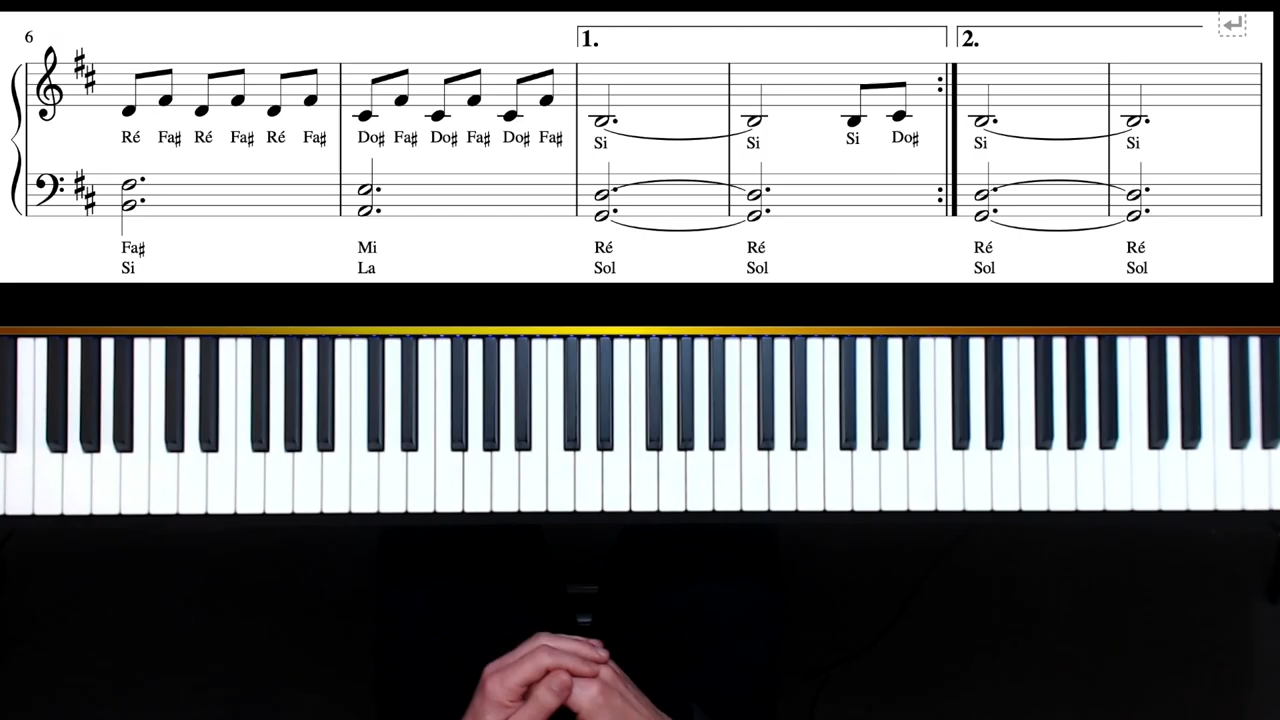 6
1.
2.
Ré Fa♯ Ré Fa♯ Ré Fa♯ Do♯ Fa♯ Do♯ Fa♯ Do♯ Fa♯ Si Si Si Do♯ Si Si
Fa♯ Mi Ré Ré Ré Ré
Si La Sol Sol Sol Sol